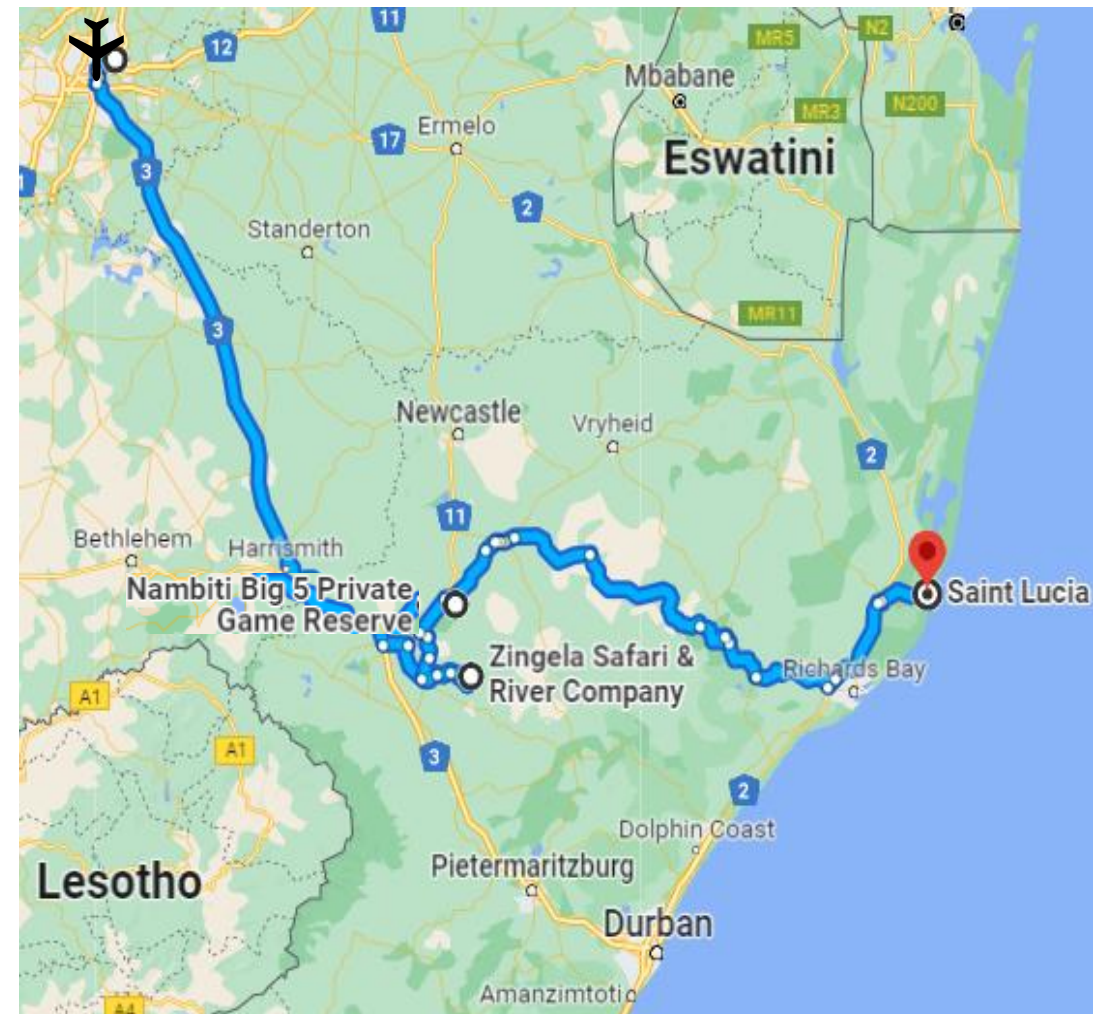 11
N2
MR5
12
Mbabane
MR3
N200
17
Ermelo
Eswatini
3
1
2
Standerton
MR11
3
Newcastle
Vryheid
2
11
Bethlehem
Harrismith
Nambiti Big 5 Private
Game Reserve
Saint Lucia
Zingela Safari &
River Company
Richards Bay
A1
A1
3
2
Dolphin Coast
Pietermaritzburg
Lesotho
Durban
Amanzimtoti
A4